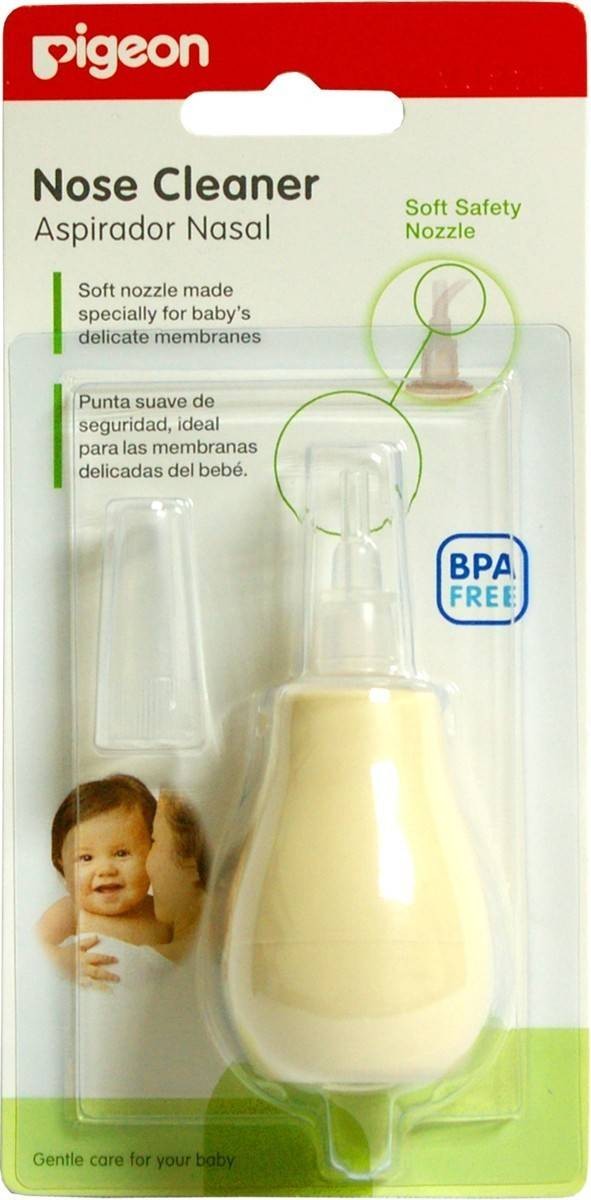 pigeon
Nose Cleaner
Aspirador Nasal
Soft Safety
Nozzle
Soft nozzle made
specially for baby's
delicate membranes
Punta suave de
seguridad, ideal
para las membranas
delicadas del bebé.
BPA
FREE
Gentle care for your baby